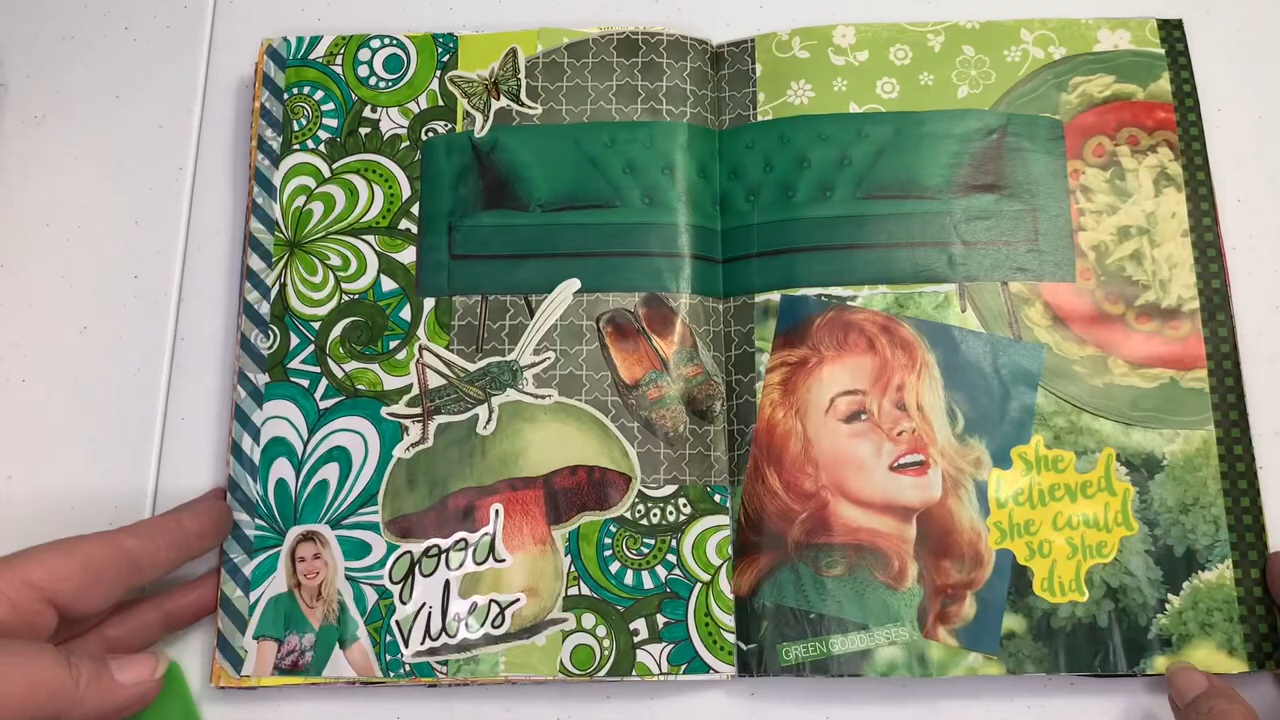 good
vibes
she
believed
she could
so she
did
GREEN GODDESSES